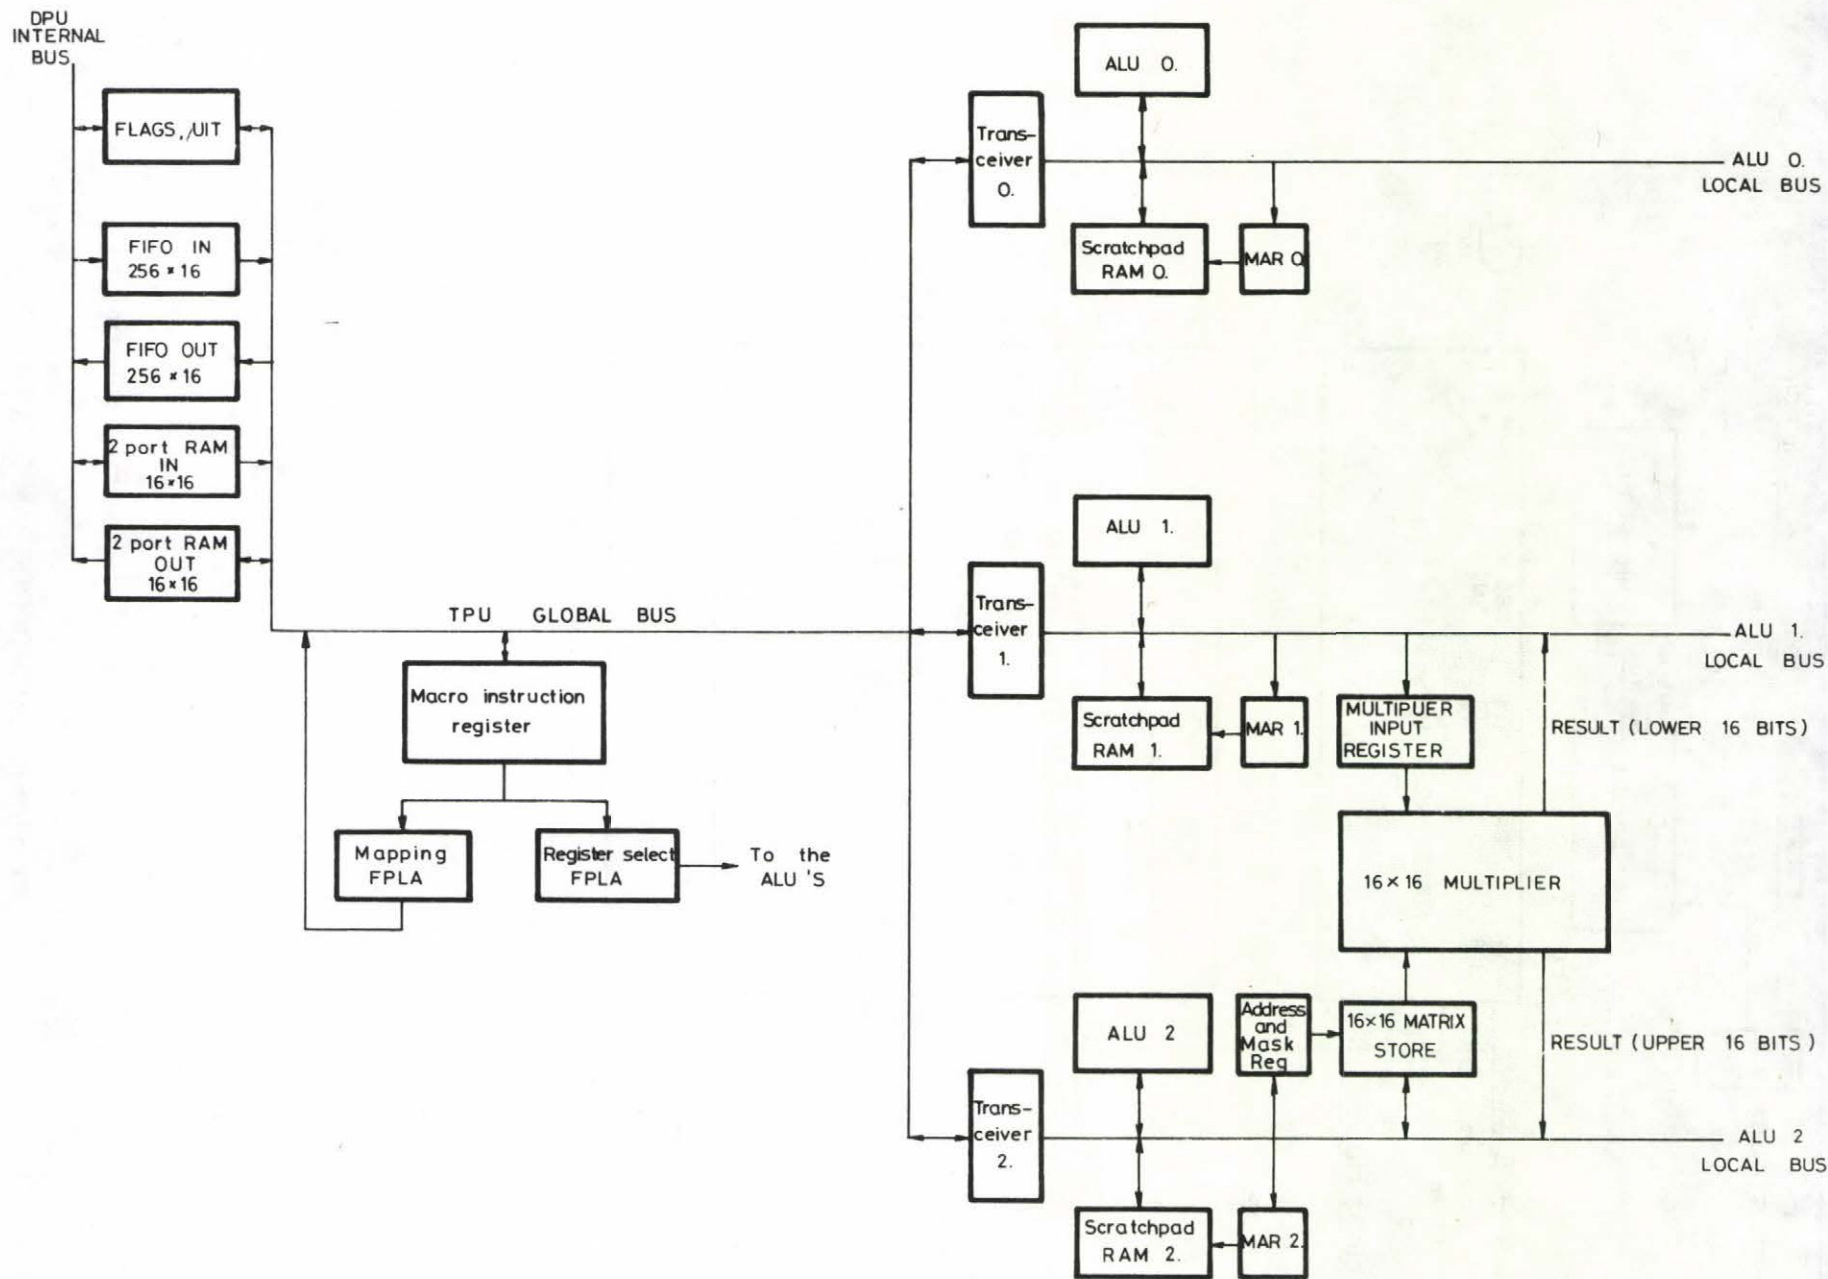 DPU
INTERNAL
BUS
FLAGS,/UIT
FIFO IN
256 × 16
FIFO OUT
256 × 16
2 port RAM
IN
16×16
2 port RAM
OUT
16×16
TPU GLOBAL BUS
Macro instruction
register
Mapping
FPLA
Register select
FPLA
To the
ALU'S
ALU 0.
Trans-
ceiver
0.
Scratchpad
RAM 0.
MAR 0
ALU 0.
LOCAL BUS
ALU 1.
Trans-
ceiver
1.
Scratchpad
RAM 1.
MAR 1.
MULTIPUER
INPUT
REGISTER
RESULT (LOWER 16 BITS)
ALU 1.
LOCAL BUS
16×16 MULTIPLIER
ALU 2
Address
and
Mask
Reg
16×16 MATRIX
STORE
RESULT (UPPER 16 BITS)
Trans-
ceiver
2.
Scratchpad
RAM 2.
MAR 2.
ALU 2
LOCAL BUS